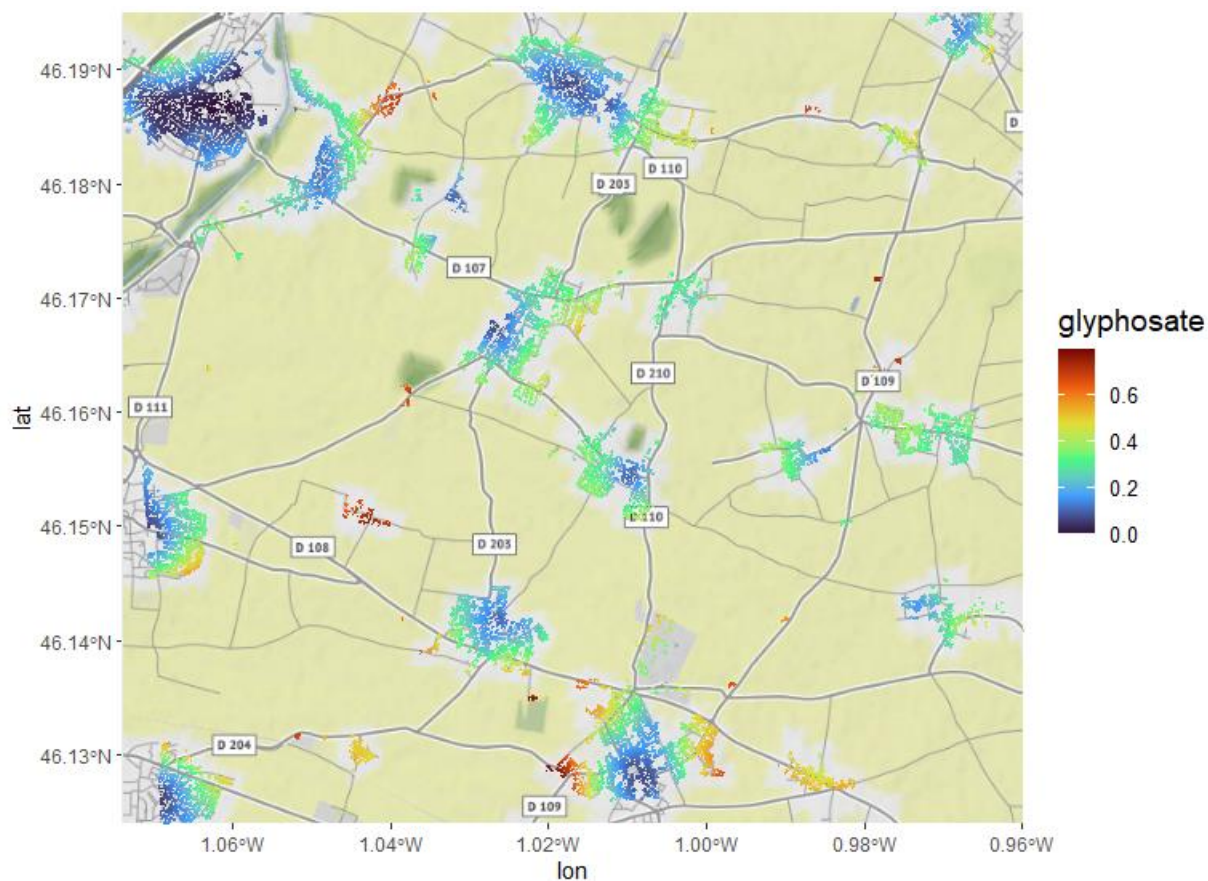 46.19°N
46.18°N
46.17°N
46.16°N
46.15°N
46.14°N
46.13°N
lat
D
D 110
D 203
D 107
D 210
D 109
D 111
D 110
D 108
D 203
D 204
D 109
1.06°W
1.04°W
1.02°W
1.00°W
0.98°W
0.96°W
lon
glyphosate
0.6
0.4
0.2
0.0